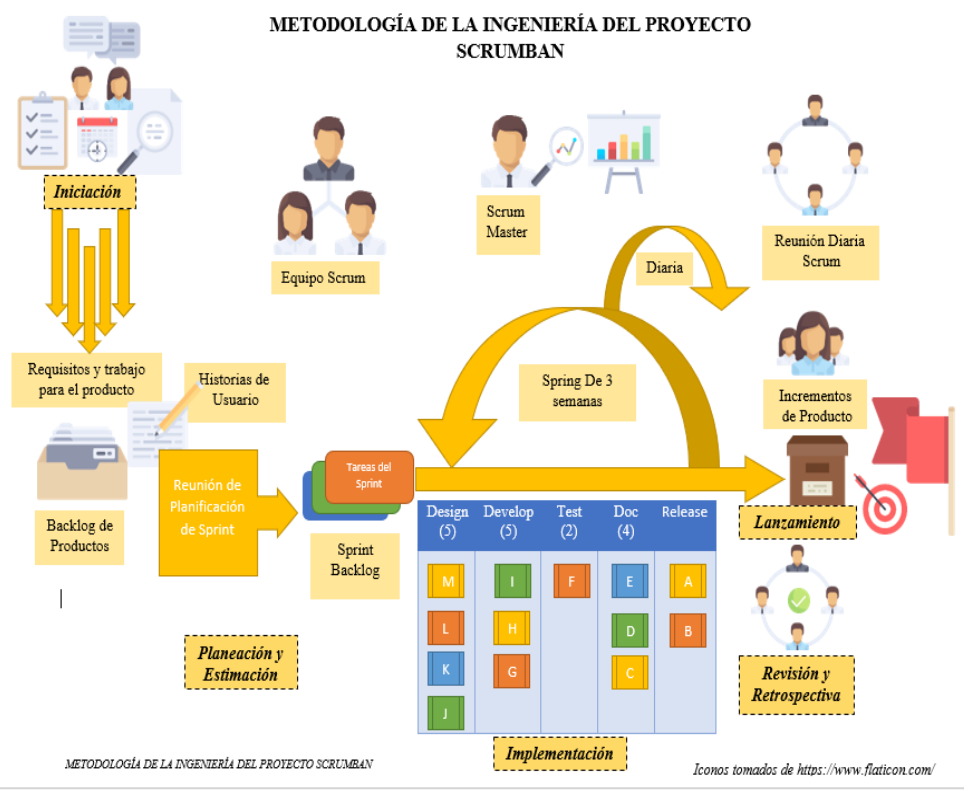 METODOLOGÍA DE LA INGENIERÍA DEL PROYECTO
SCRUMBAN
Iniciación
Equipo Scrum
Scrum
Master
Reunión Diaria
Scrum
Diaria
Requisitos y trabajo
para el producto
Historias de
Usuario
Spring De 3
semanas
Incrementos
de Producto
Reunión de
Planificación
de Sprint
Tareas del
Sprint
Backlog de
Productos
Sprint
Backlog
Lanzamiento
Design
(5)
Develop
(5)
Test
(2)
Doc
(4)
Release
M
I
F
E
A
L
H
D
B
K
G
C
J
Planeación y
Estimación
Revisión y
Retrospectiva
Implementación
METODOLOGÍA DE LA INGENIERÍA DEL PROYECTO SCRUMBAN
Iconos tomados de https://www.flaticon.com/